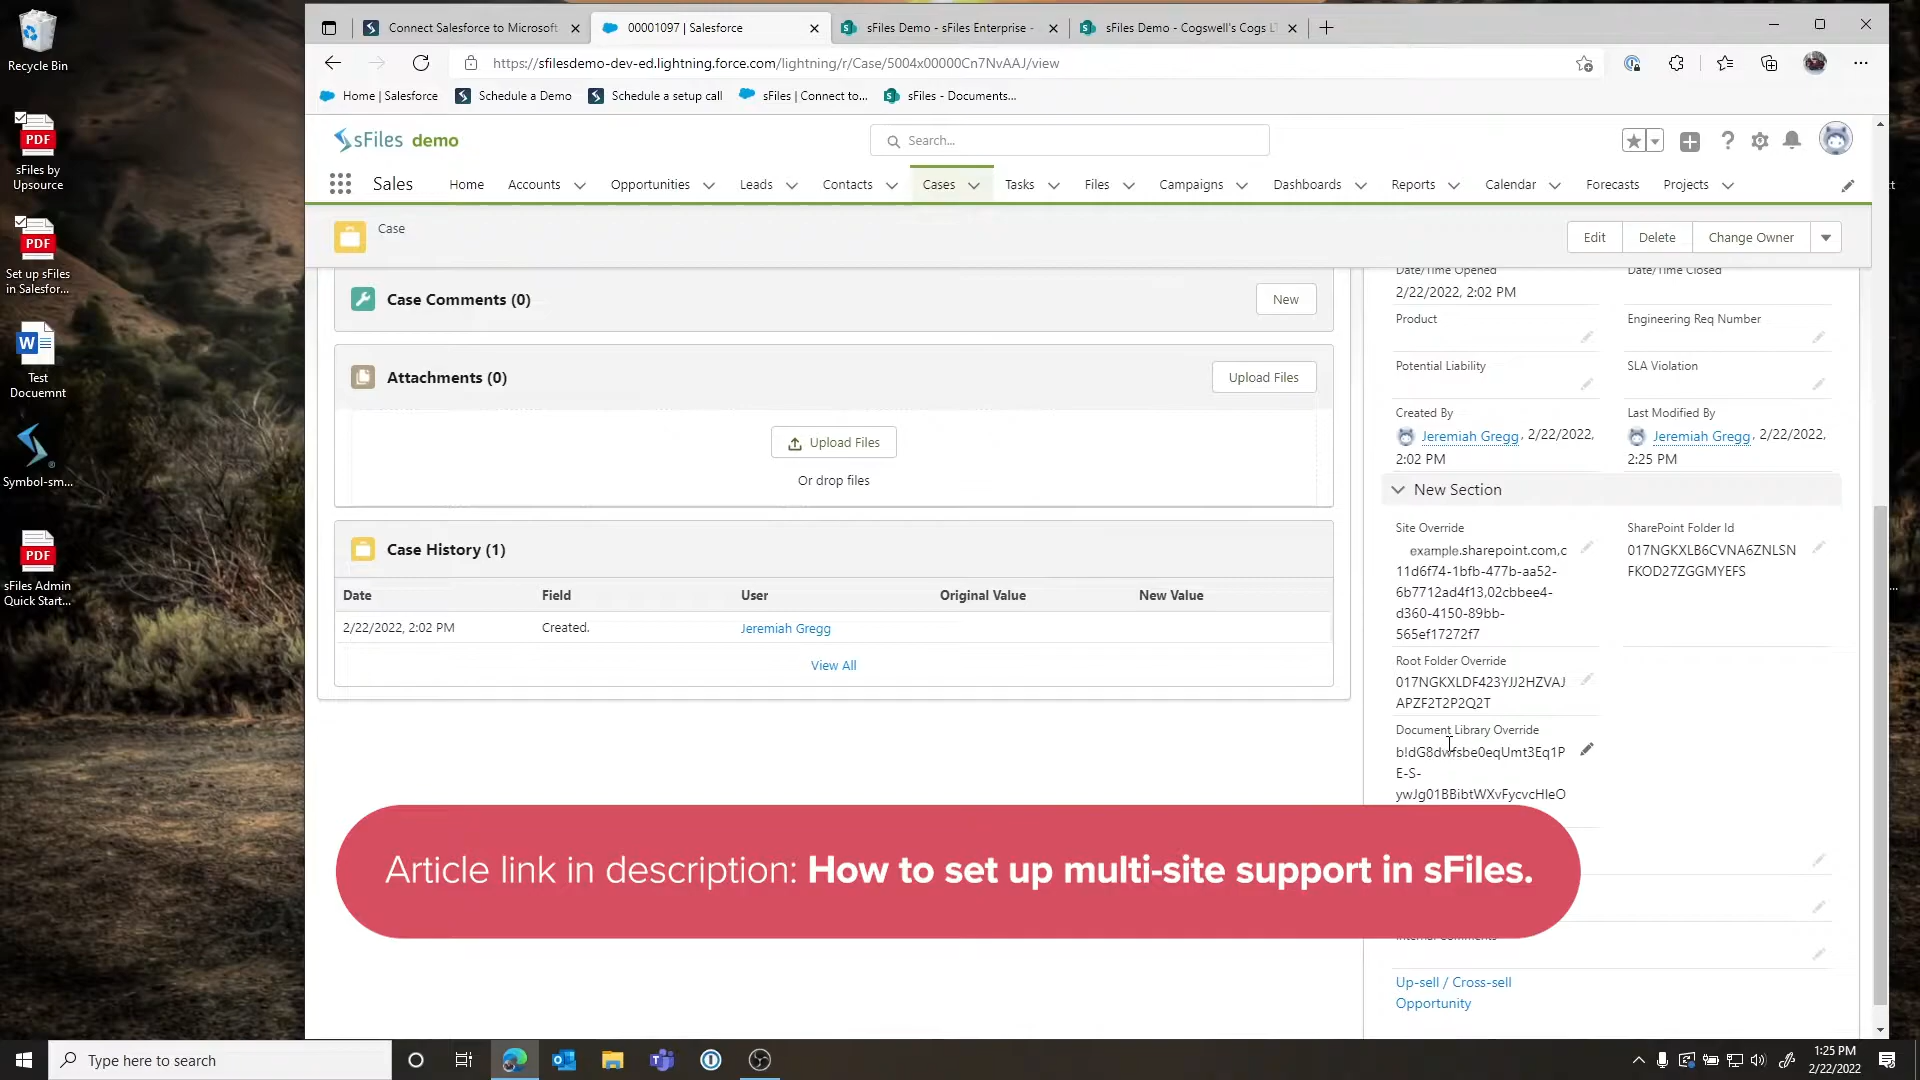 Recycle Bin
sFiles by
Upsource
Set up sFiles
in Salesfor...
Test
Docuemnt
Symbol-sm...
sFiles Admin
Quick Start...
Connect Salesforce to Microsoft
00001097 | Salesforce
sFiles Demo - sFiles Enterprise -
sFiles Demo - Cogswell's Cogs LT
https://sfilesdemo-dev-ed.lightning.force.com/lightning/r/Case/5004x00000Cn7NvAAJ/view
Home | Salesforce
Schedule a Demo
Schedule a setup call
sFiles | Connect to...
sFiles - Documents...
sFiles demo
Search...
Sales
Home
Accounts
Opportunities
Leads
Contacts
Cases
Tasks
Files
Campaigns
Dashboards
Reports
Calendar
Forecasts
Projects
Case
Edit
Delete
Change Owner
Case Comments (0)
New
Attachments (0)
Upload Files
Upload Files
Or drop files
Case History (1)
Date Field User Original Value New Value
2/22/2022, 2:02 PM Created. Jeremiah Gregg
View All
Date/Time Opened
2/22/2022, 2:02 PM
Date/Time Closed
Product
Engineering Req Number
Potential Liability
SLA Violation
Created By
Jeremiah Gregg, 2/22/2022,
2:02 PM
Last Modified By
Jeremiah Gregg, 2/22/2022,
2:25 PM
New Section
Site Override
example.sharepoint.com,c
11d6f74-1bfb-477b-aa52-
6b7712ad4f13,02cbbee4-
d360-4150-89bb-
565ef17272f7
SharePoint Folder Id
017NGKXLB6CVNA6ZNLSN
FKOD27ZGGMYEFS
Root Folder Override
017NGKXLDF423YJJ2HZVAJ
APZF2T2P2Q2T
Document Library Override
b!dG8dwfsbe0eqUmt3Eq1P
E-S-
ywJg01BBibtWXvFycvcHIeO
Article link in description: How to set up multi-site support in sFiles.
Up-sell / Cross-sell
Opportunity
Type here to search
1:25 PM
2/22/2022